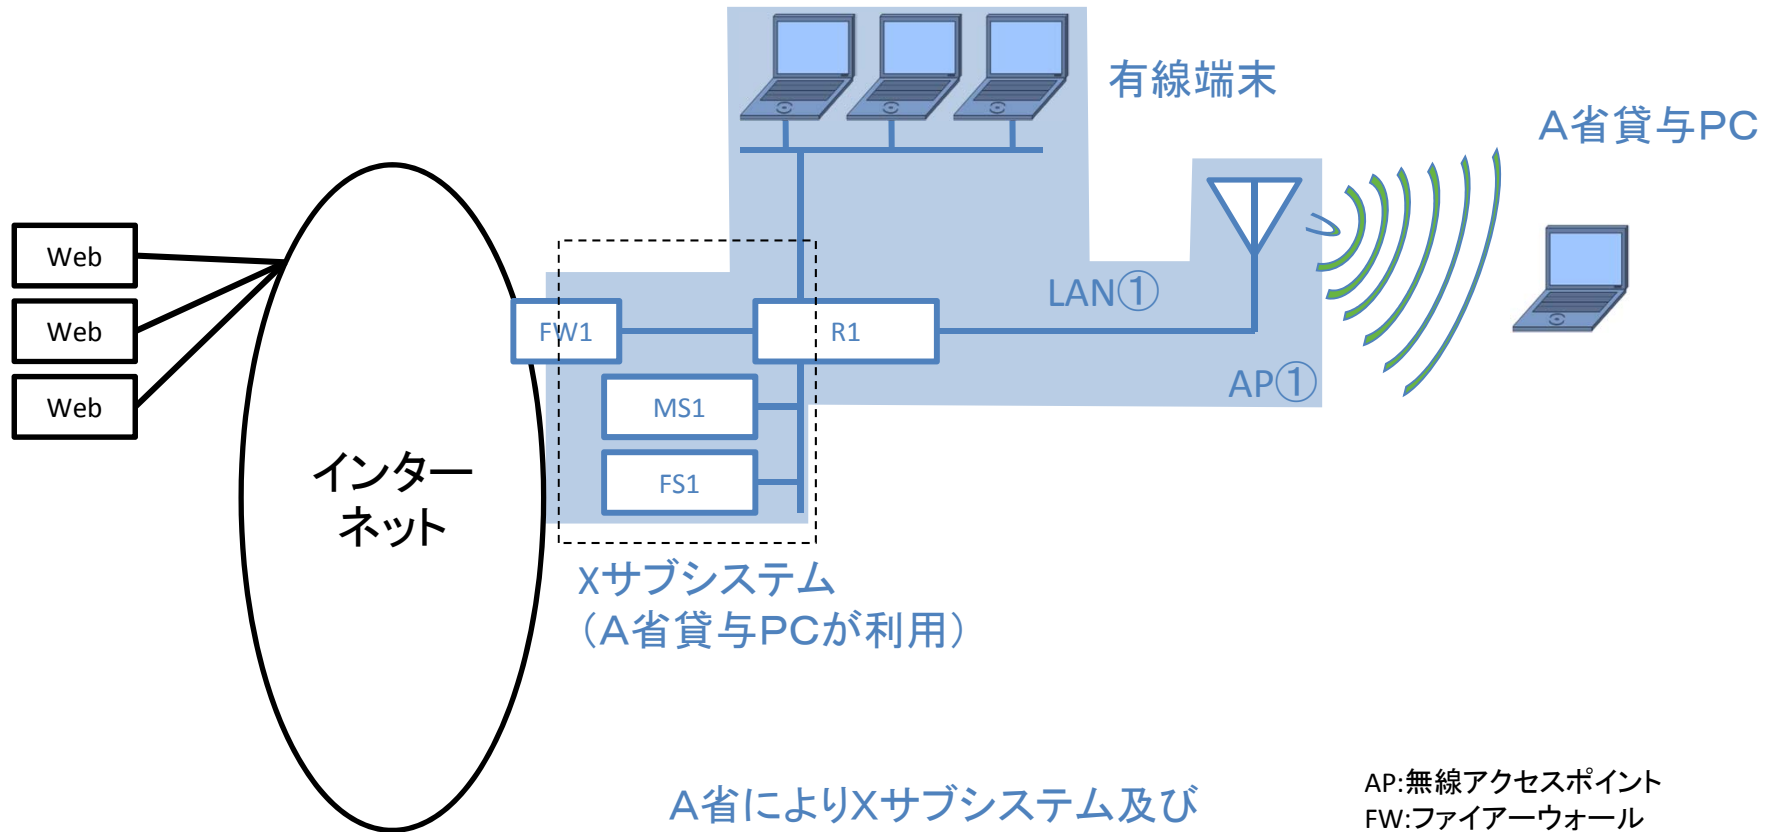 有線端末
A省貸与PC
Web
Web
Web
LAN①
FW1
R1
AP①
MS1
FS1
インター
ネット
Xサブシステム
（A省貸与PCが利用）
A省によりXサブシステム及び
AP:無線アクセスポイント
FW:ファイアーウォール